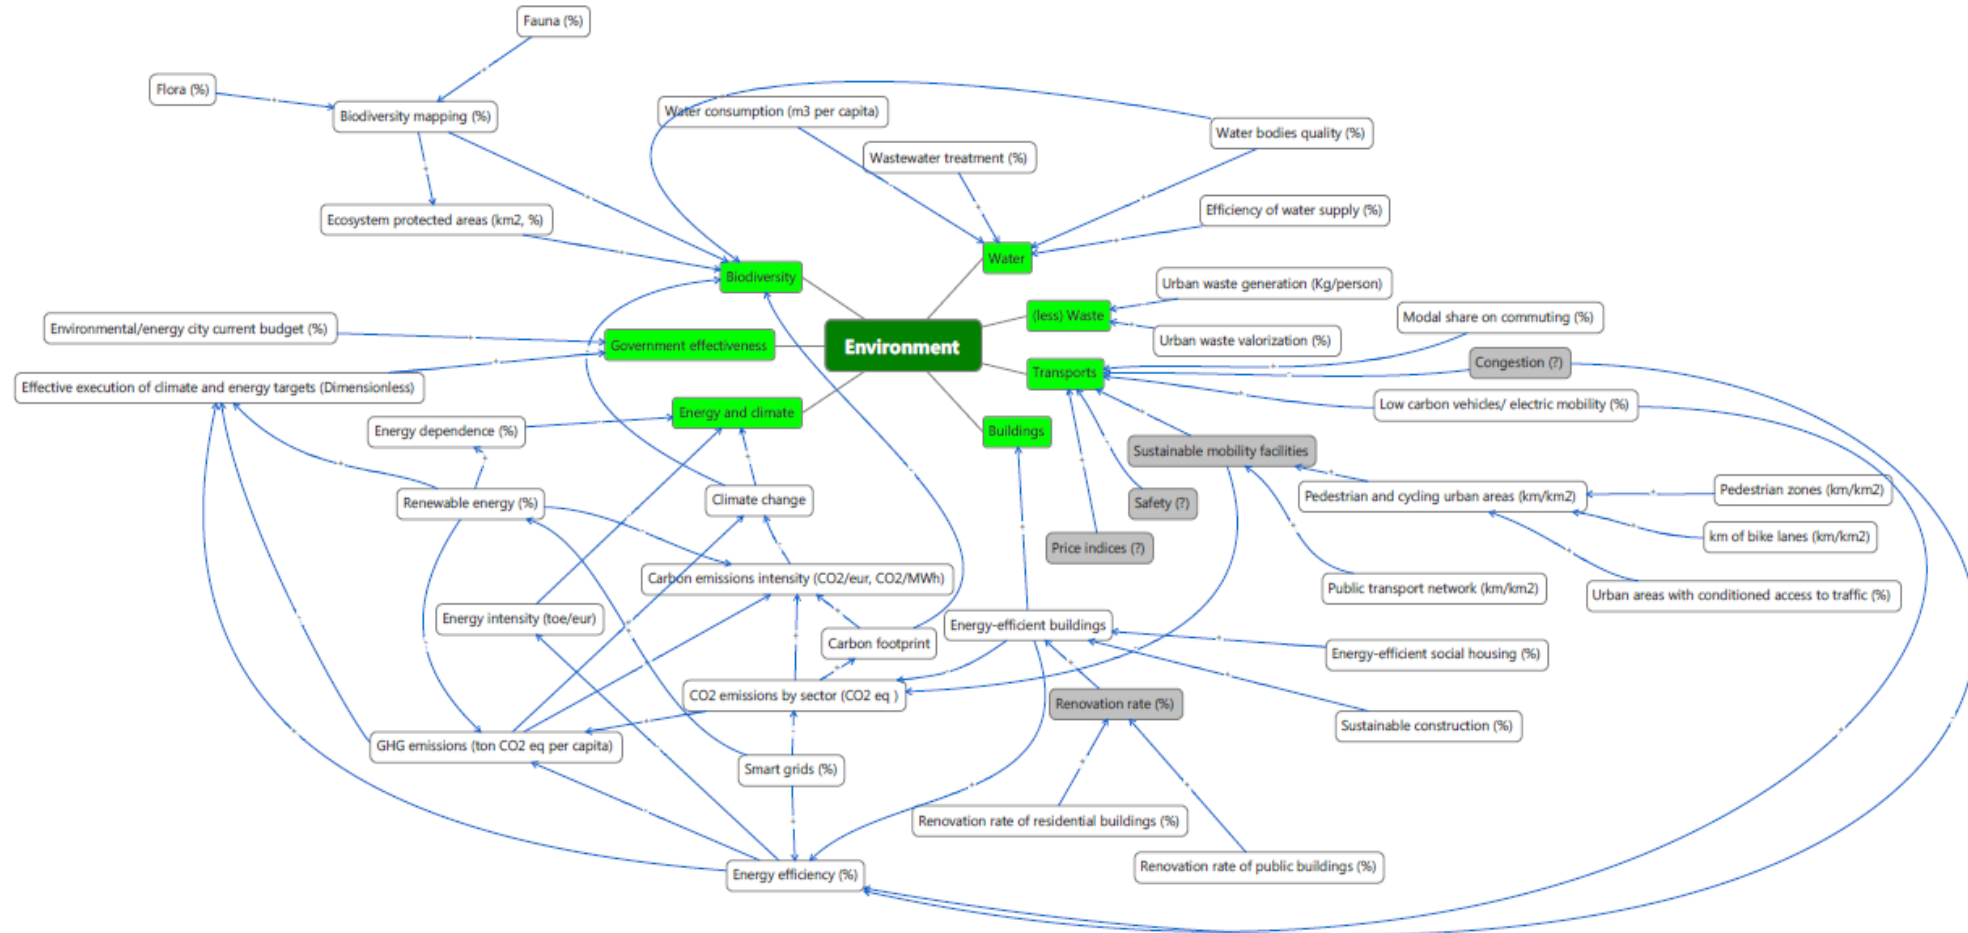 Fauna (%)
Flora (%)
Biodiversity mapping (%)
Water consumption (m3 per capita)
Water bodies quality (%)
Wastewater treatment (%)
Ecosystem protected areas (km2, %)
Efficiency of water supply (%)
Water
Biodiversity
Urban waste generation (Kg/person)
(less) Waste
Modal share on commuting (%)
Environmental/energy city current budget (%)
Government effectiveness
Environment
Urban waste valorization (%)
Congestion (?)
Transports
Effective execution of climate and energy targets (Dimensionless)
Low carbon vehicles/ electric mobility (%)
Energy and climate
Energy dependence (%)
Buildings
Sustainable mobility facilities
Renewable energy (%)
Climate change
Safety (?)
Pedestrian and cycling urban areas (km/km2)
Pedestrian zones (km/km2)
km of bike lanes (km/km2)
Price indices (?)
Carbon emissions intensity (CO2/eur, CO2/MWh)
Public transport network (km/km2)
Urban areas with conditioned access to traffic (%)
Energy intensity (toe/eur)
Carbon footprint
Energy-efficient buildings
Energy-efficient social housing (%)
CO2 emissions by sector (CO2 eq )
Renovation rate (%)
Sustainable construction (%)
GHG emissions (ton CO2 eq per capita)
Smart grids (%)
Renovation rate of residential buildings (%)
Energy efficiency (%)
Renovation rate of public buildings (%)